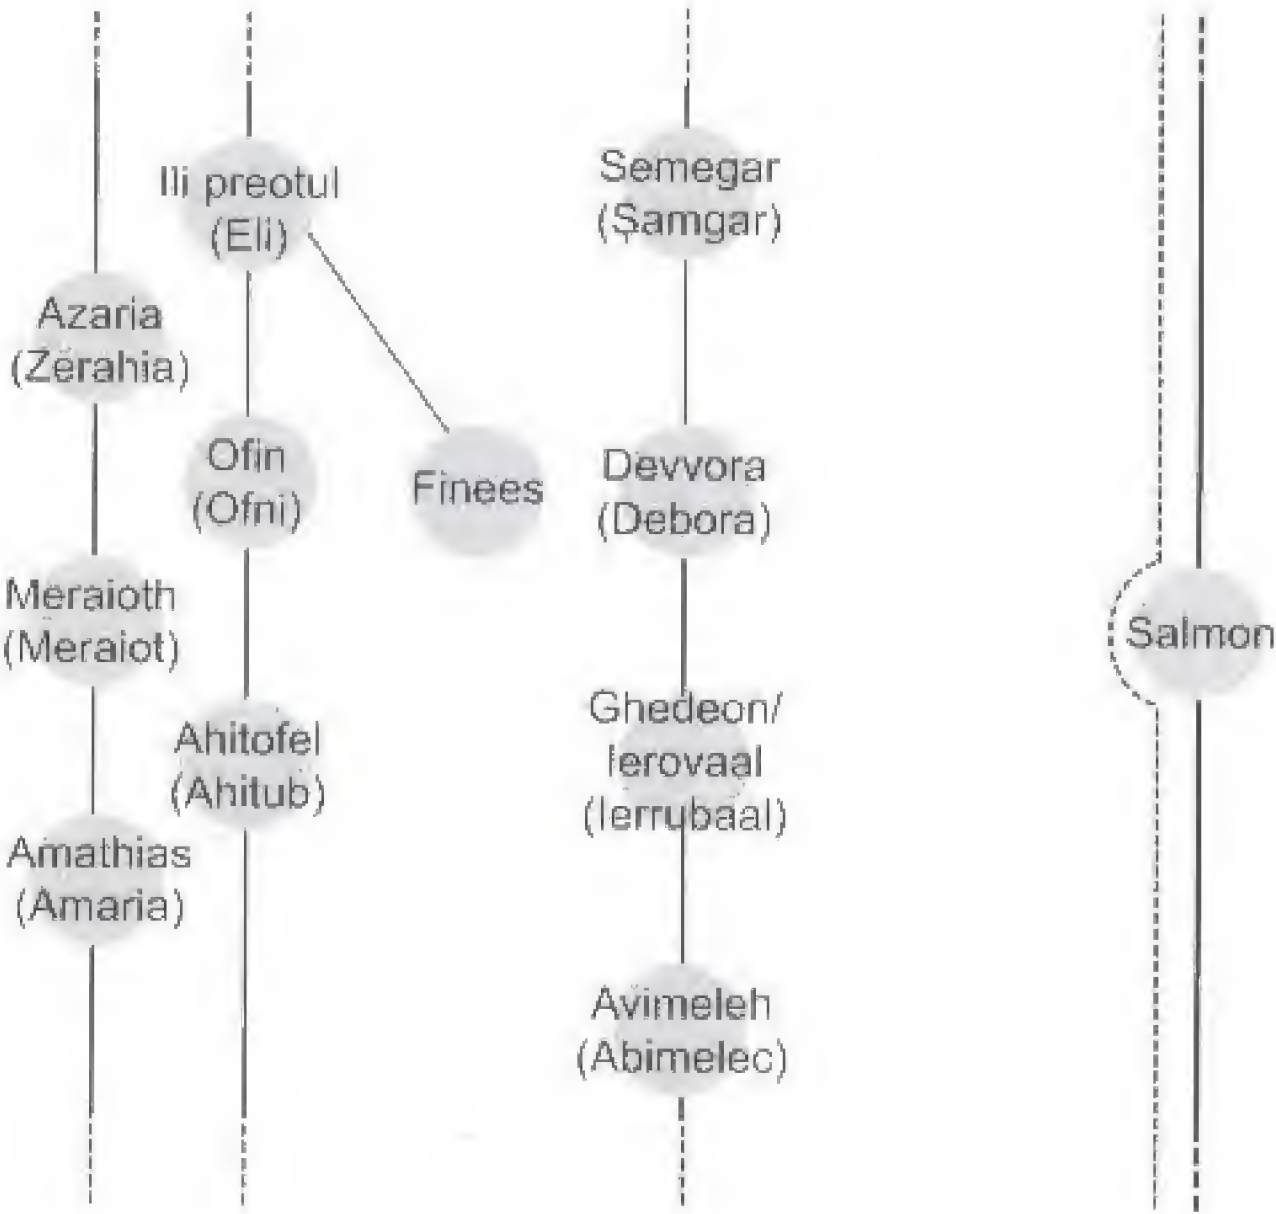 Ili preotul
(Eli)
Semegar
(Şamgar)
Azaria
(Zerahia)
Ofin
(Ofni)
Finees
Devvora
(Debora)
Meraioth
(Meraiot)
Salmon
Ahitofel
(Ahitub)
Ghedeon/
Ierovaal
(Ierrubaal)
Amathias
(Amaria)
Avimeleh
(Abimelec)